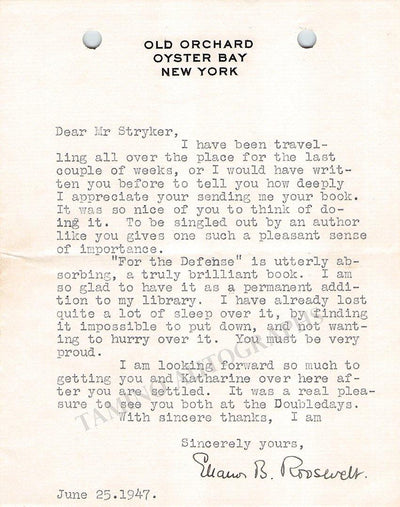 OLD ORCHARD
OYSTER BAY
NEW YORK
Dear Mr Stryker,
I have been travel-
ling all over the place for the last
couple of weeks, or I would have writ-
ten you before to tell you how deeply
I appreciate your sending me your book.
It was so nice of you to think of do-
ing it. To be singled out by an author
like you gives one such a pleasant sense
of importance.
"For the Defense" is utterly ab-
sorbing, a truly brilliant book. I am
so glad to have it as a permanent addi-
tion to my library. I have already lost
quite a lot of sleep over it, by finding
it impossible to put down, and not want-
ing to hurry over it. You must be very
proud.
I am looking forward so much to
getting you and Katharine over here af-
ter you are settled. It was a real plea-
sure to see you both at the Doubledays.
With sincere thanks, I am
Sincerely yours,
Eleanor B. Roosevelt.
June 25.1947.
TAMINO AUTOGRAPHS